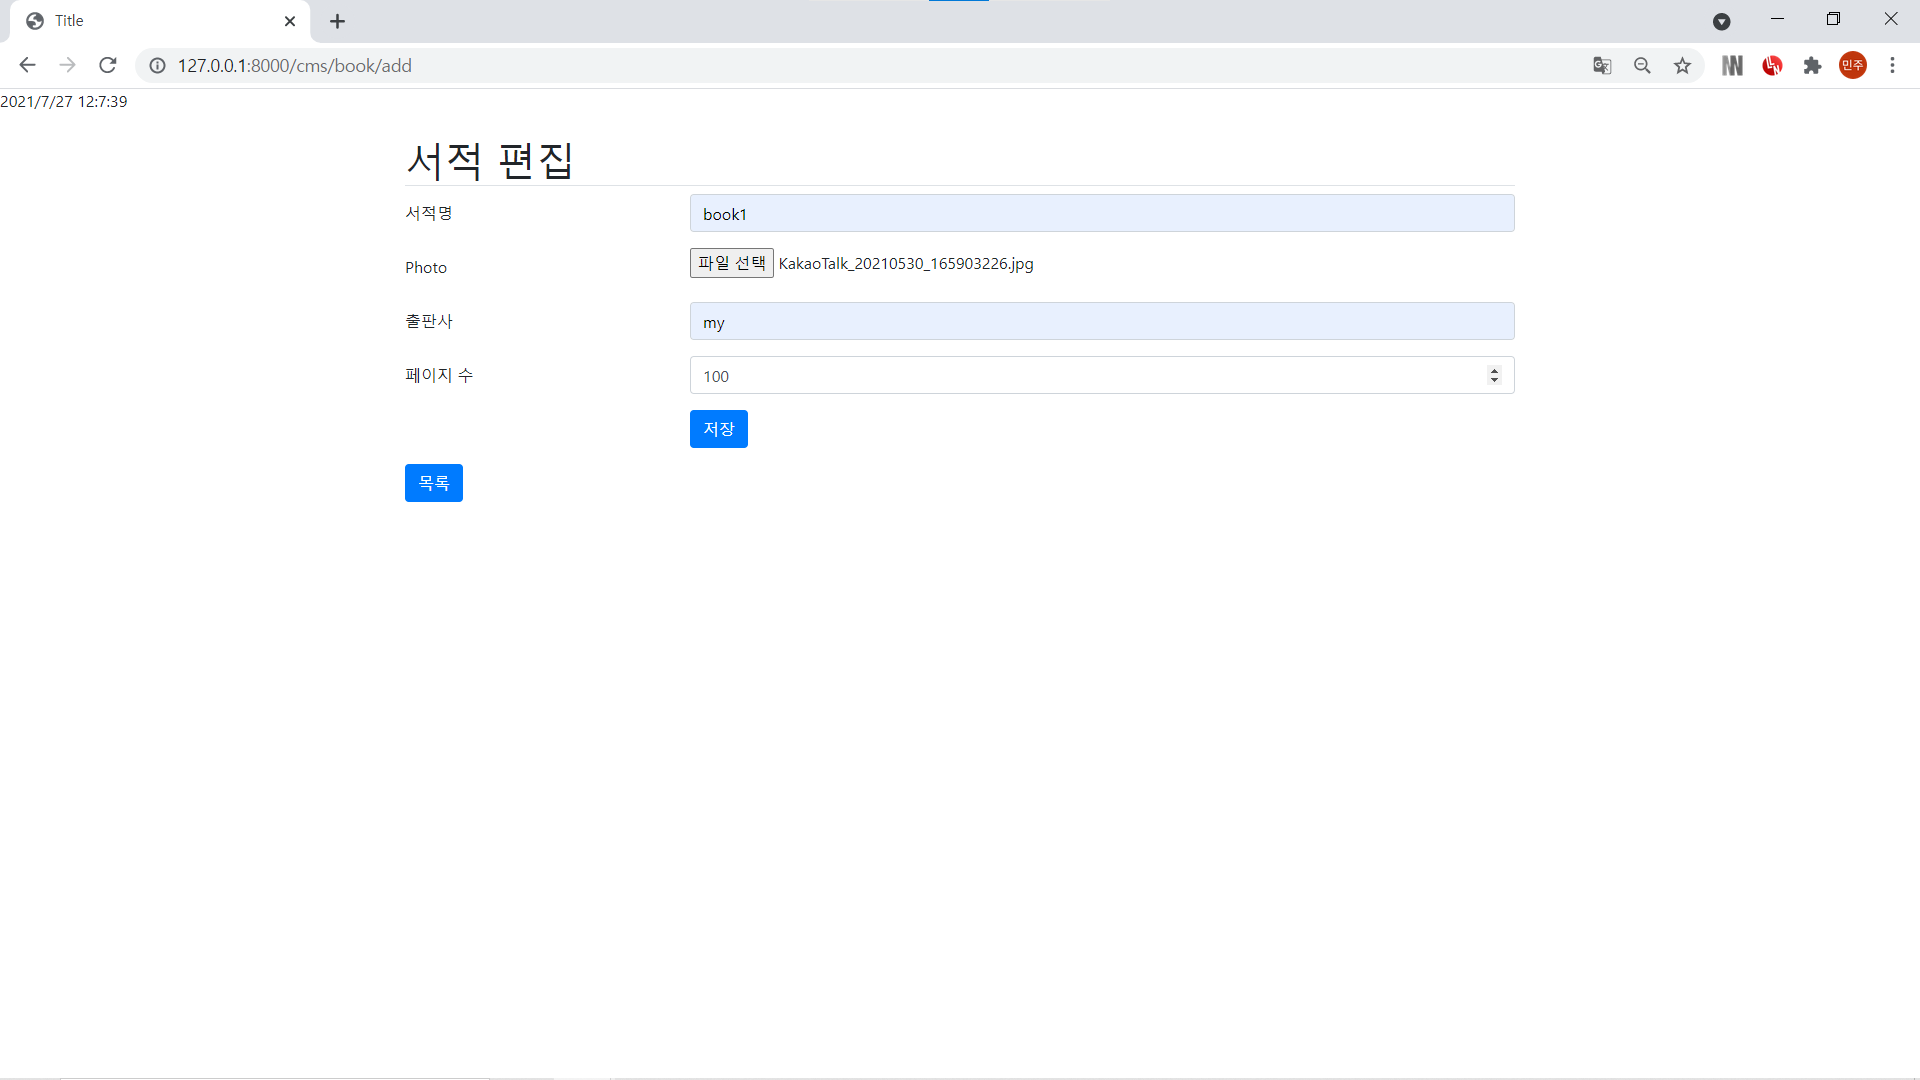 Title
127.0.0.1:8000/cms/book/add
민주
2021/7/27 12:7:39
서적 편집
서적명
book1
Photo
파일 선택 KakaoTalk_20210530_165903226.jpg
출판사
my
페이지 수
100
저장
목록